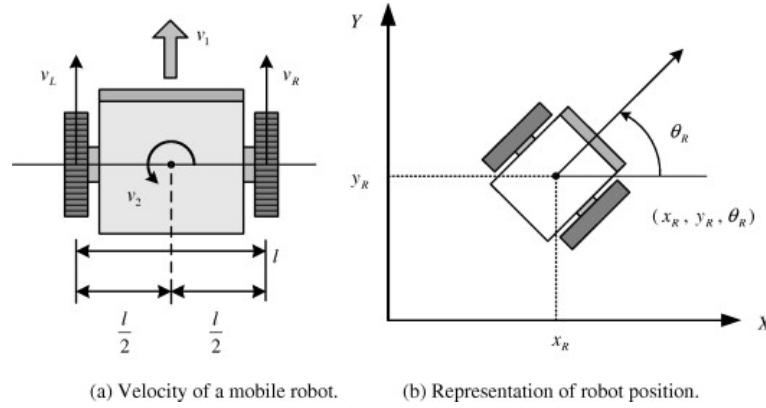 v_1
v_L
v_R
v_2
l
l/2
l/2
(a) Velocity of a mobile robot.
Y
θ_R
y_R
(x_R, y_R, θ_R)
X
x_R
(b) Representation of robot position.